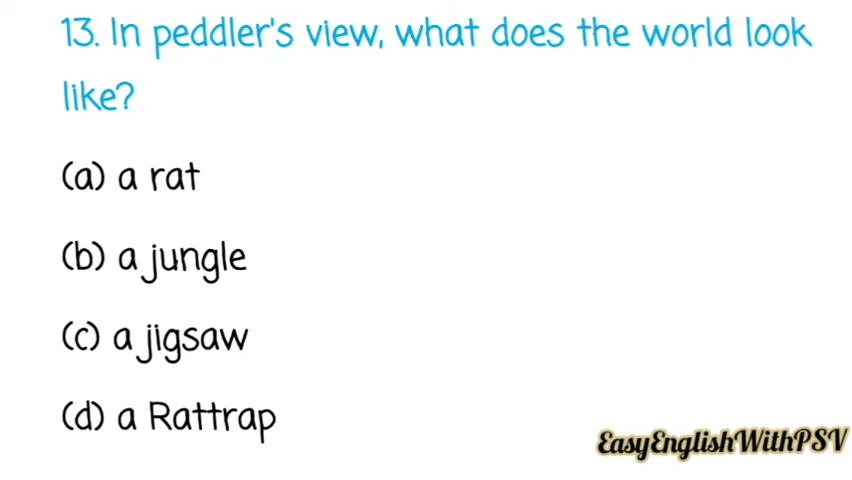 13. In peddler's view, what does the world look
like?
(a) a rat
(b) a jungle
(c) a jigsaw
(d) a Rattrap
EasyEnglishWithPSV